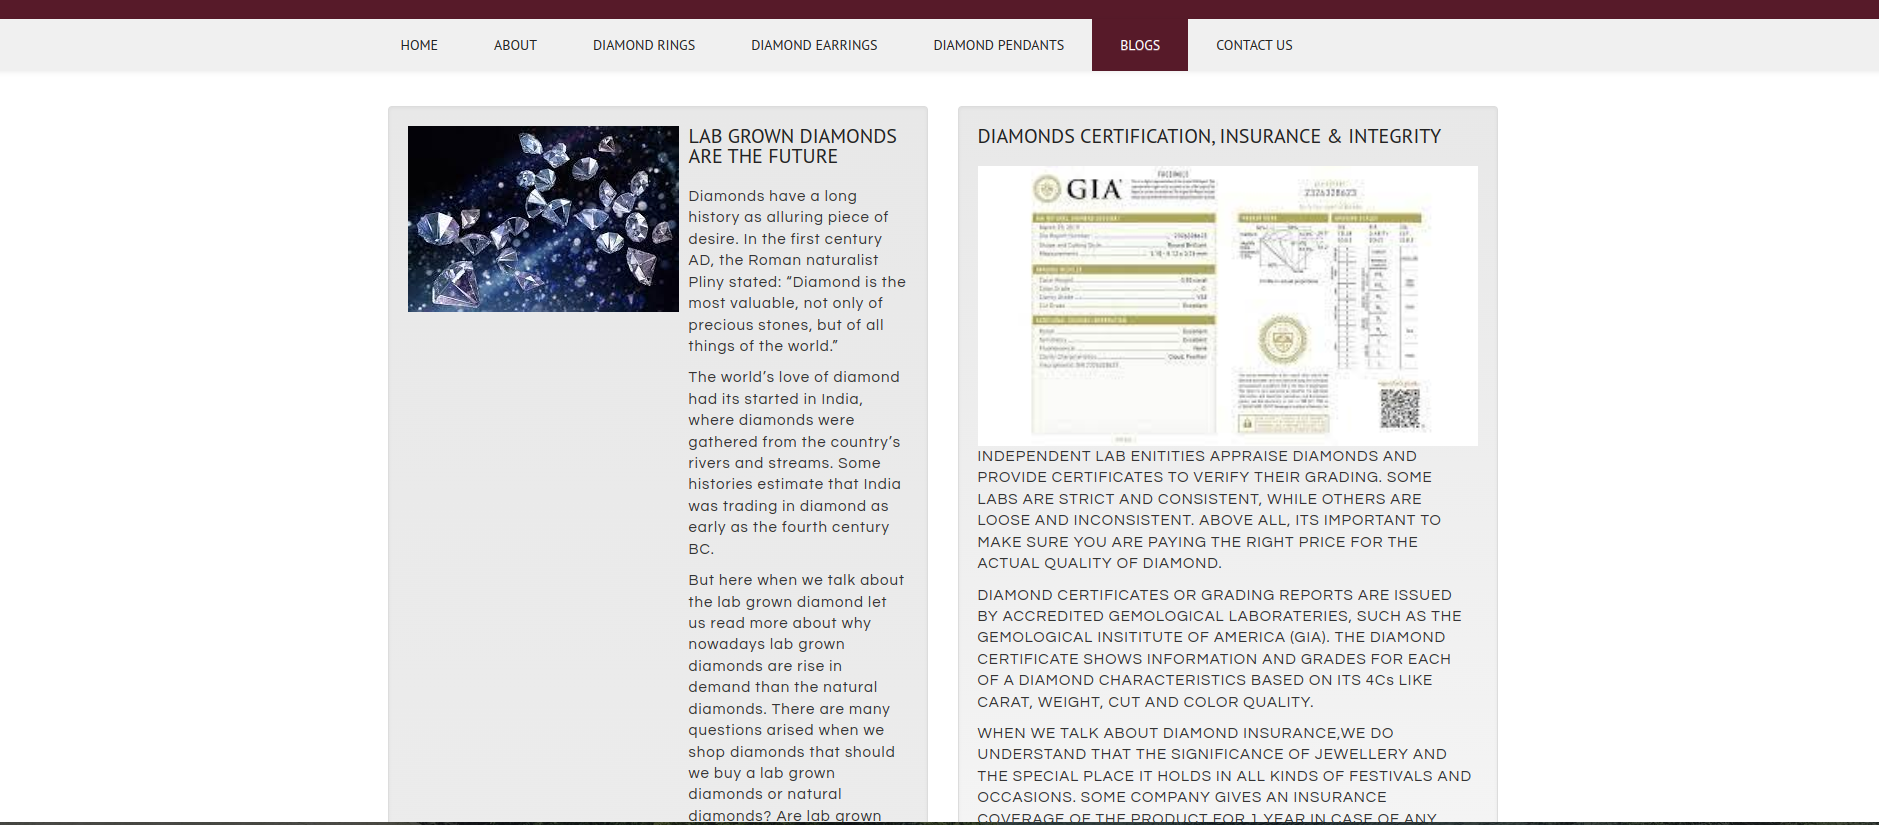 HOME ABOUT DIAMOND RINGS DIAMOND EARRINGS DIAMOND PENDANTS BLOGS CONTACT US
LAB GROWN DIAMONDS
ARE THE FUTURE
Diamonds have a long
history as alluring piece of
desire. In the first century
AD, the Roman naturalist
Pliny stated: “Diamond is the
most valuable, not only of
precious stones, but of all
things of the world.”
The world’s love of diamond
had its started in India,
where diamonds were
gathered from the country’s
rivers and streams. Some
histories estimate that India
was trading in diamond as
early as the fourth century
BC.
But here when we talk about
the lab grown diamond let
us read more about why
nowadays lab grown
diamonds are rise in
demand than the natural
diamonds. There are many
questions arised when we
shop diamonds that should
we buy a lab grown
diamonds or natural
diamonds? Are lab grown
DIAMONDS CERTIFICATION, INSURANCE & INTEGRITY
GIA
FACSIMILE
2326328623
INDEPENDENT LAB ENITITIES APPRAISE DIAMONDS AND
PROVIDE CERTIFICATES TO VERIFY THEIR GRADING. SOME
LABS ARE STRICT AND CONSISTENT, WHILE OTHERS ARE
LOOSE AND INCONSISTENT. ABOVE ALL, ITS IMPORTANT TO
MAKE SURE YOU ARE PAYING THE RIGHT PRICE FOR THE
ACTUAL QUALITY OF DIAMOND.
DIAMOND CERTIFICATES OR GRADING REPORTS ARE ISSUED
BY ACCREDITED GEMOLOGICAL LABORATERIES, SUCH AS THE
GEMOLOGICAL INSITITUTE OF AMERICA (GIA). THE DIAMOND
CERTIFICATE SHOWS INFORMATION AND GRADES FOR EACH
OF A DIAMOND CHARACTERISTICS BASED ON ITS 4Cs LIKE
CARAT, WEIGHT, CUT AND COLOR QUALITY.
WHEN WE TALK ABOUT DIAMOND INSURANCE,WE DO
UNDERSTAND THAT THE SIGNIFICANCE OF JEWELLERY AND
THE SPECIAL PLACE IT HOLDS IN ALL KINDS OF FESTIVALS AND
OCCASIONS. SOME COMPANY GIVES AN INSURANCE
COVERAGE OF THE PRODUCT FOR 1 YEAR IN CASE OF ANY